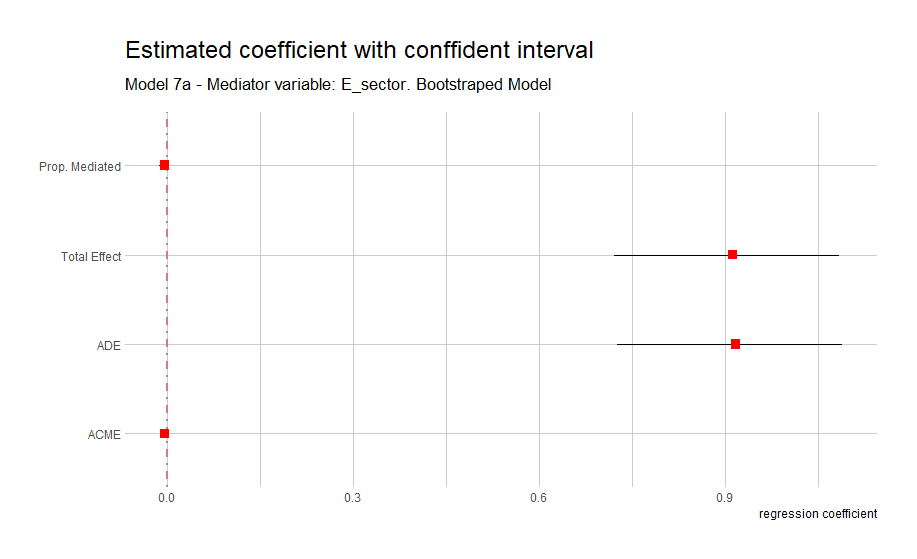 Estimated coefficient with conffident interval
Model 7a - Mediator variable: E_sector. Bootstraped Model
Prop. Mediated
Total Effect
ADE
ACME
0.0
0.3
0.6
0.9
regression coefficient